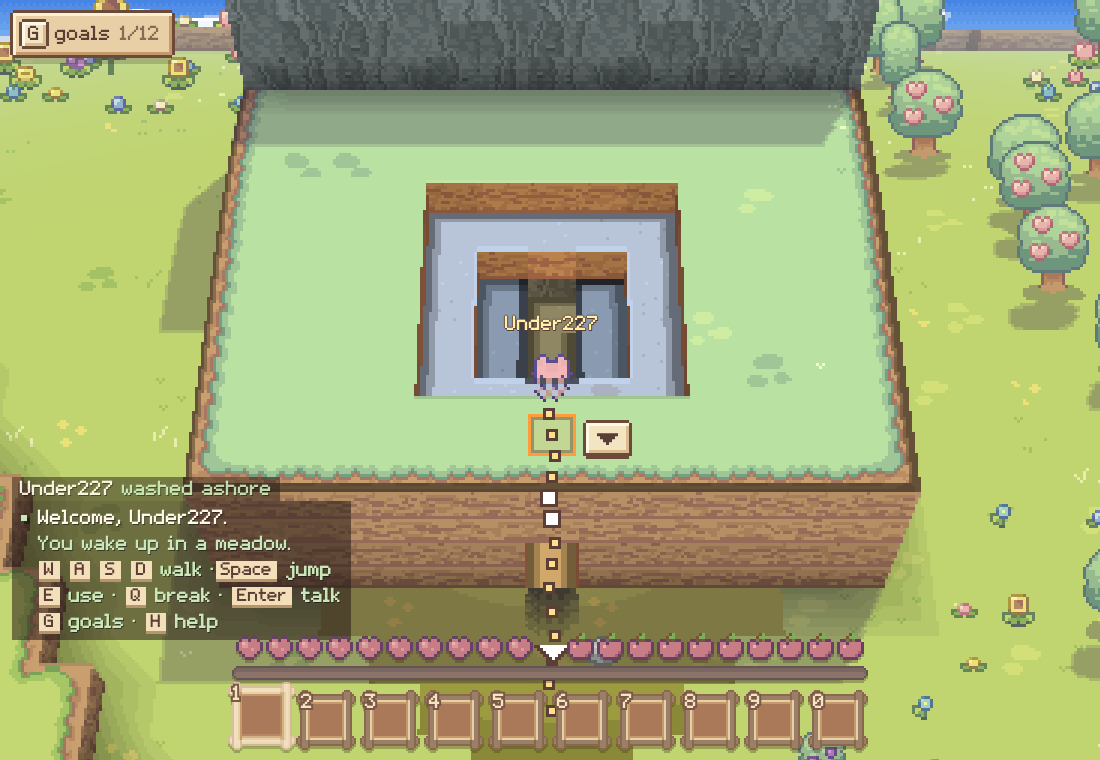 G goals 1/12
Under227
Under227 washed ashore
Welcome, Under227.
You wake up in a meadow.
W A S D walk · Space jump
E use · Q break · Enter talk
G goals · H help
1 2 3 4 5 6 7 8 9 0